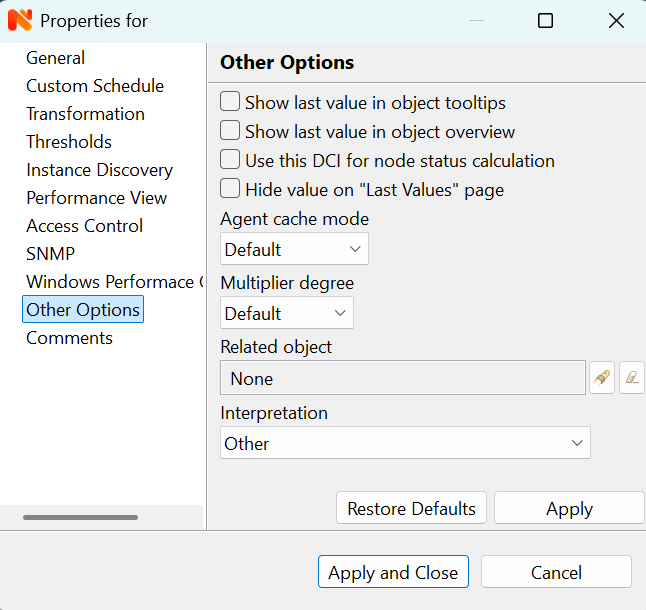 Properties for
General
Custom Schedule
Transformation
Thresholds
Instance Discovery
Performance View
Access Control
SNMP
Windows Performace
Other Options
Comments
Other Options
Show last value in object tooltips
Show last value in object overview
Use this DCI for node status calculation
Hide value on "Last Values" page
Agent cache mode
Default
Multiplier degree
Default
Related object
None
Interpretation
Other
Restore Defaults
Apply
Apply and Close
Cancel